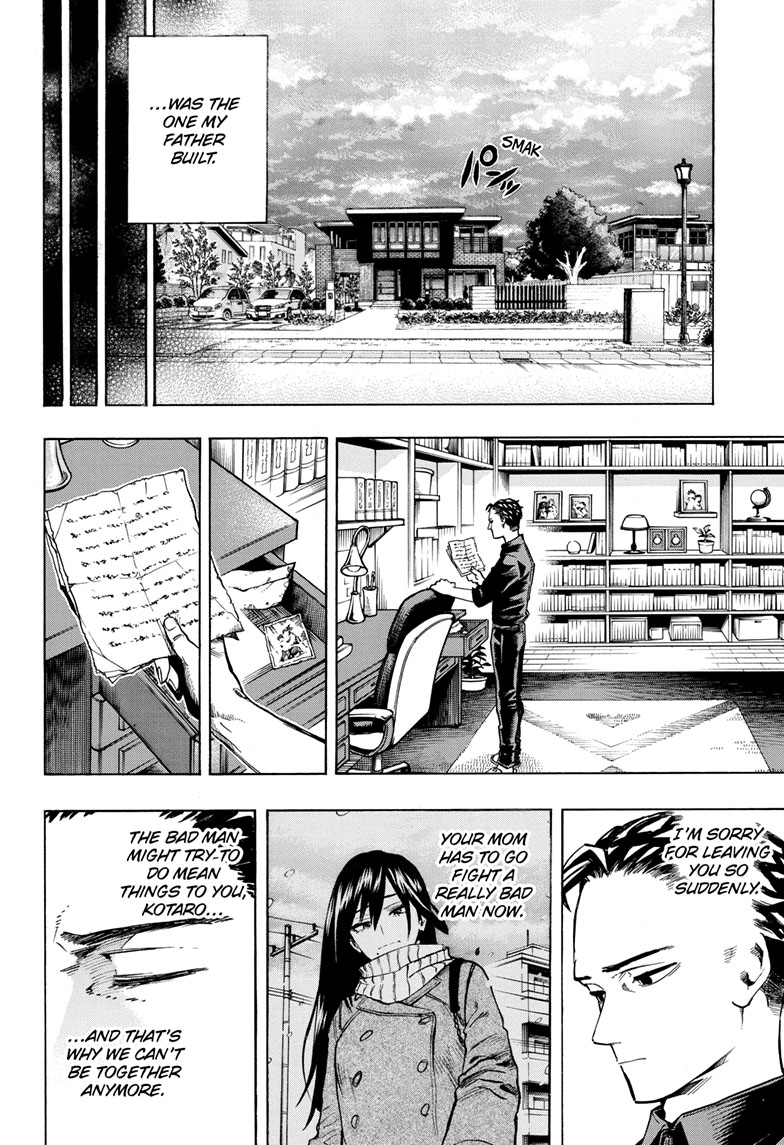 ...WAS THE
ONE MY
FATHER
BUILT.
パーンッ
SMAK
I'M SORRY
FOR LEAVING
YOU SO
SUDDENLY.
YOUR MOM
HAS TO GO
FIGHT A
REALLY BAD
MAN NOW.
THE BAD MAN
MIGHT TRY TO
DO MEAN
THINGS TO YOU,
KOTARO...
...AND THAT'S
WHY WE CAN'T
BE TOGETHER
ANYMORE.